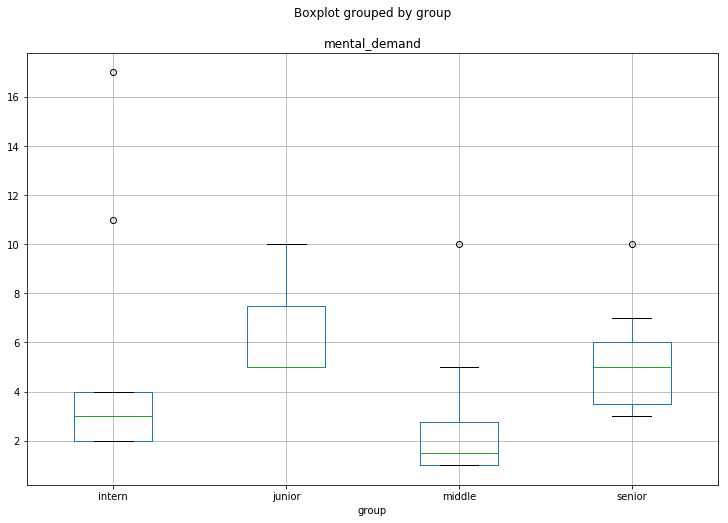 Boxplot grouped by group
mental_demand
16
14
12
10
8
6
4
2
intern junior middle senior
group